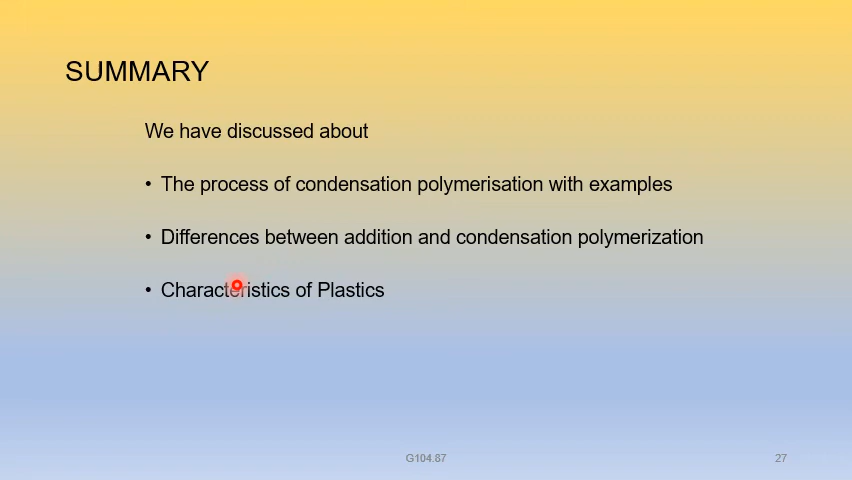 SUMMARY
We have discussed about
• The process of condensation polymerisation with examples
• Differences between addition and condensation polymerization
• Characteristics of Plastics
G104.87
27